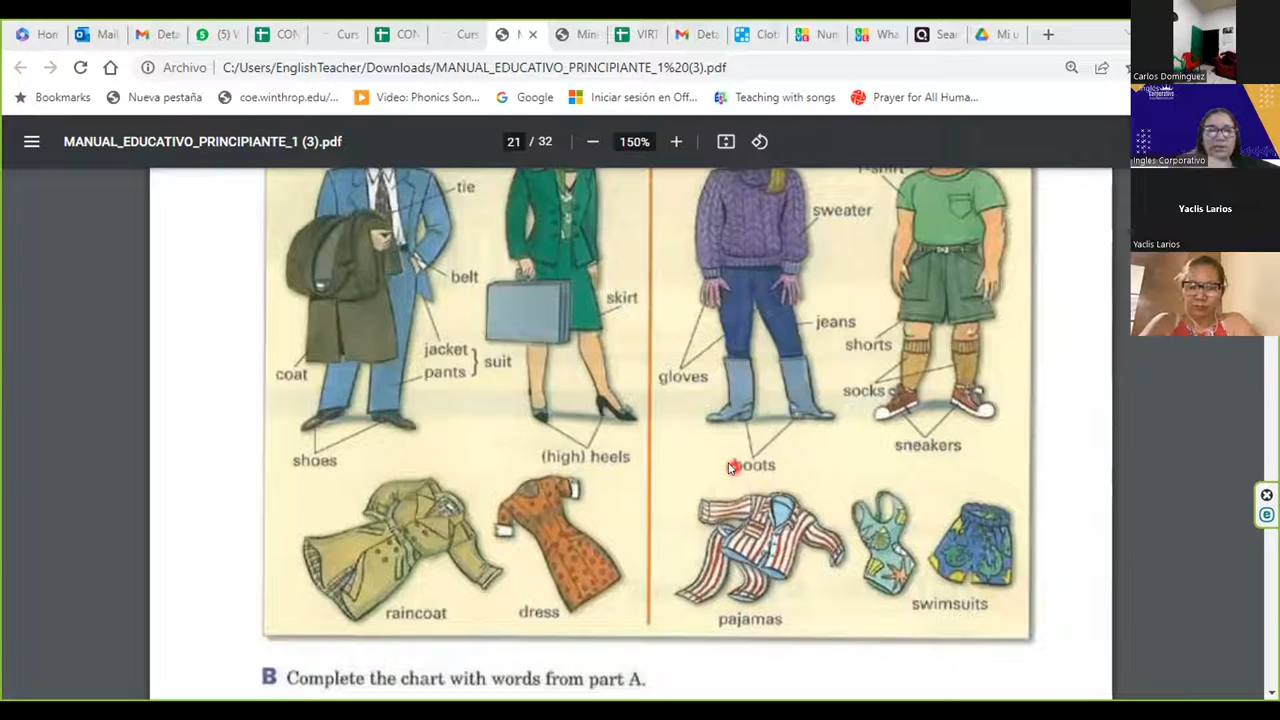 Hon
Mail
Deta
(5) V
CON
Curs
CON
Curs
Min
VIRT
Deta
Clot
Nun
Wha
Sear
Mi u
Archivo
C:/Users/EnglishTeacher/Downloads/MANUAL_EDUCATIVO_PRINCIPIANTE_1%20(3).pdf
Bookmarks
Nueva pestaña
coe.winthrop.edu/...
Video: Phonics Son...
Google
Iniciar sesión en Off...
Teaching with songs
Prayer for All Huma...
MANUAL_EDUCATIVO_PRINCIPIANTE_1 (3).pdf
21 / 32
150%
Carlos Dominguez
Ingles Corporativo
Yaclis Larios
Yaclis Larios
tie
belt
jacket
pants
suit
coat
shoes
skirt
(high) heels
raincoat
dress
T-shirt
sweater
jeans
gloves
shorts
socks
sneakers
boots
pajamas
swimsuits
B Complete the chart with words from part A.